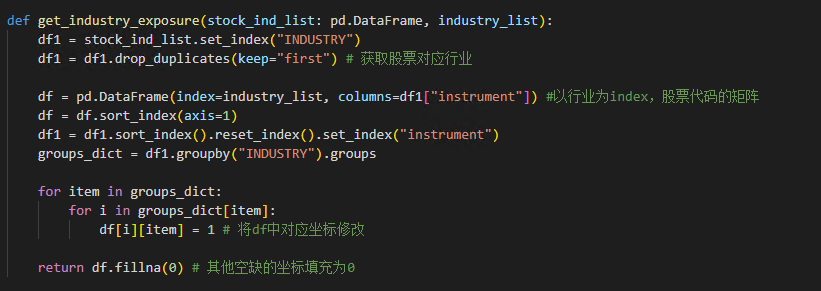 def get_industry_exposure(stock_ind_list: pd.DataFrame, industry_list):
    df1 = stock_ind_list.set_index("INDUSTRY")
    df1 = df1.drop_duplicates(keep="first") # 获取股票对应行业
    df = pd.DataFrame(index=industry_list, columns=df1["instrument"]) #以行业为index，股票代码的矩阵
    df = df.sort_index(axis=1)
    df1 = df1.sort_index().reset_index().set_index("instrument")
    groups_dict = df1.groupby("INDUSTRY").groups
    for item in groups_dict:
        for i in groups_dict[item]:
            df[i][item] = 1 # 将df中对应坐标修改
    return df.fillna(0) # 其他空缺的坐标填充为0